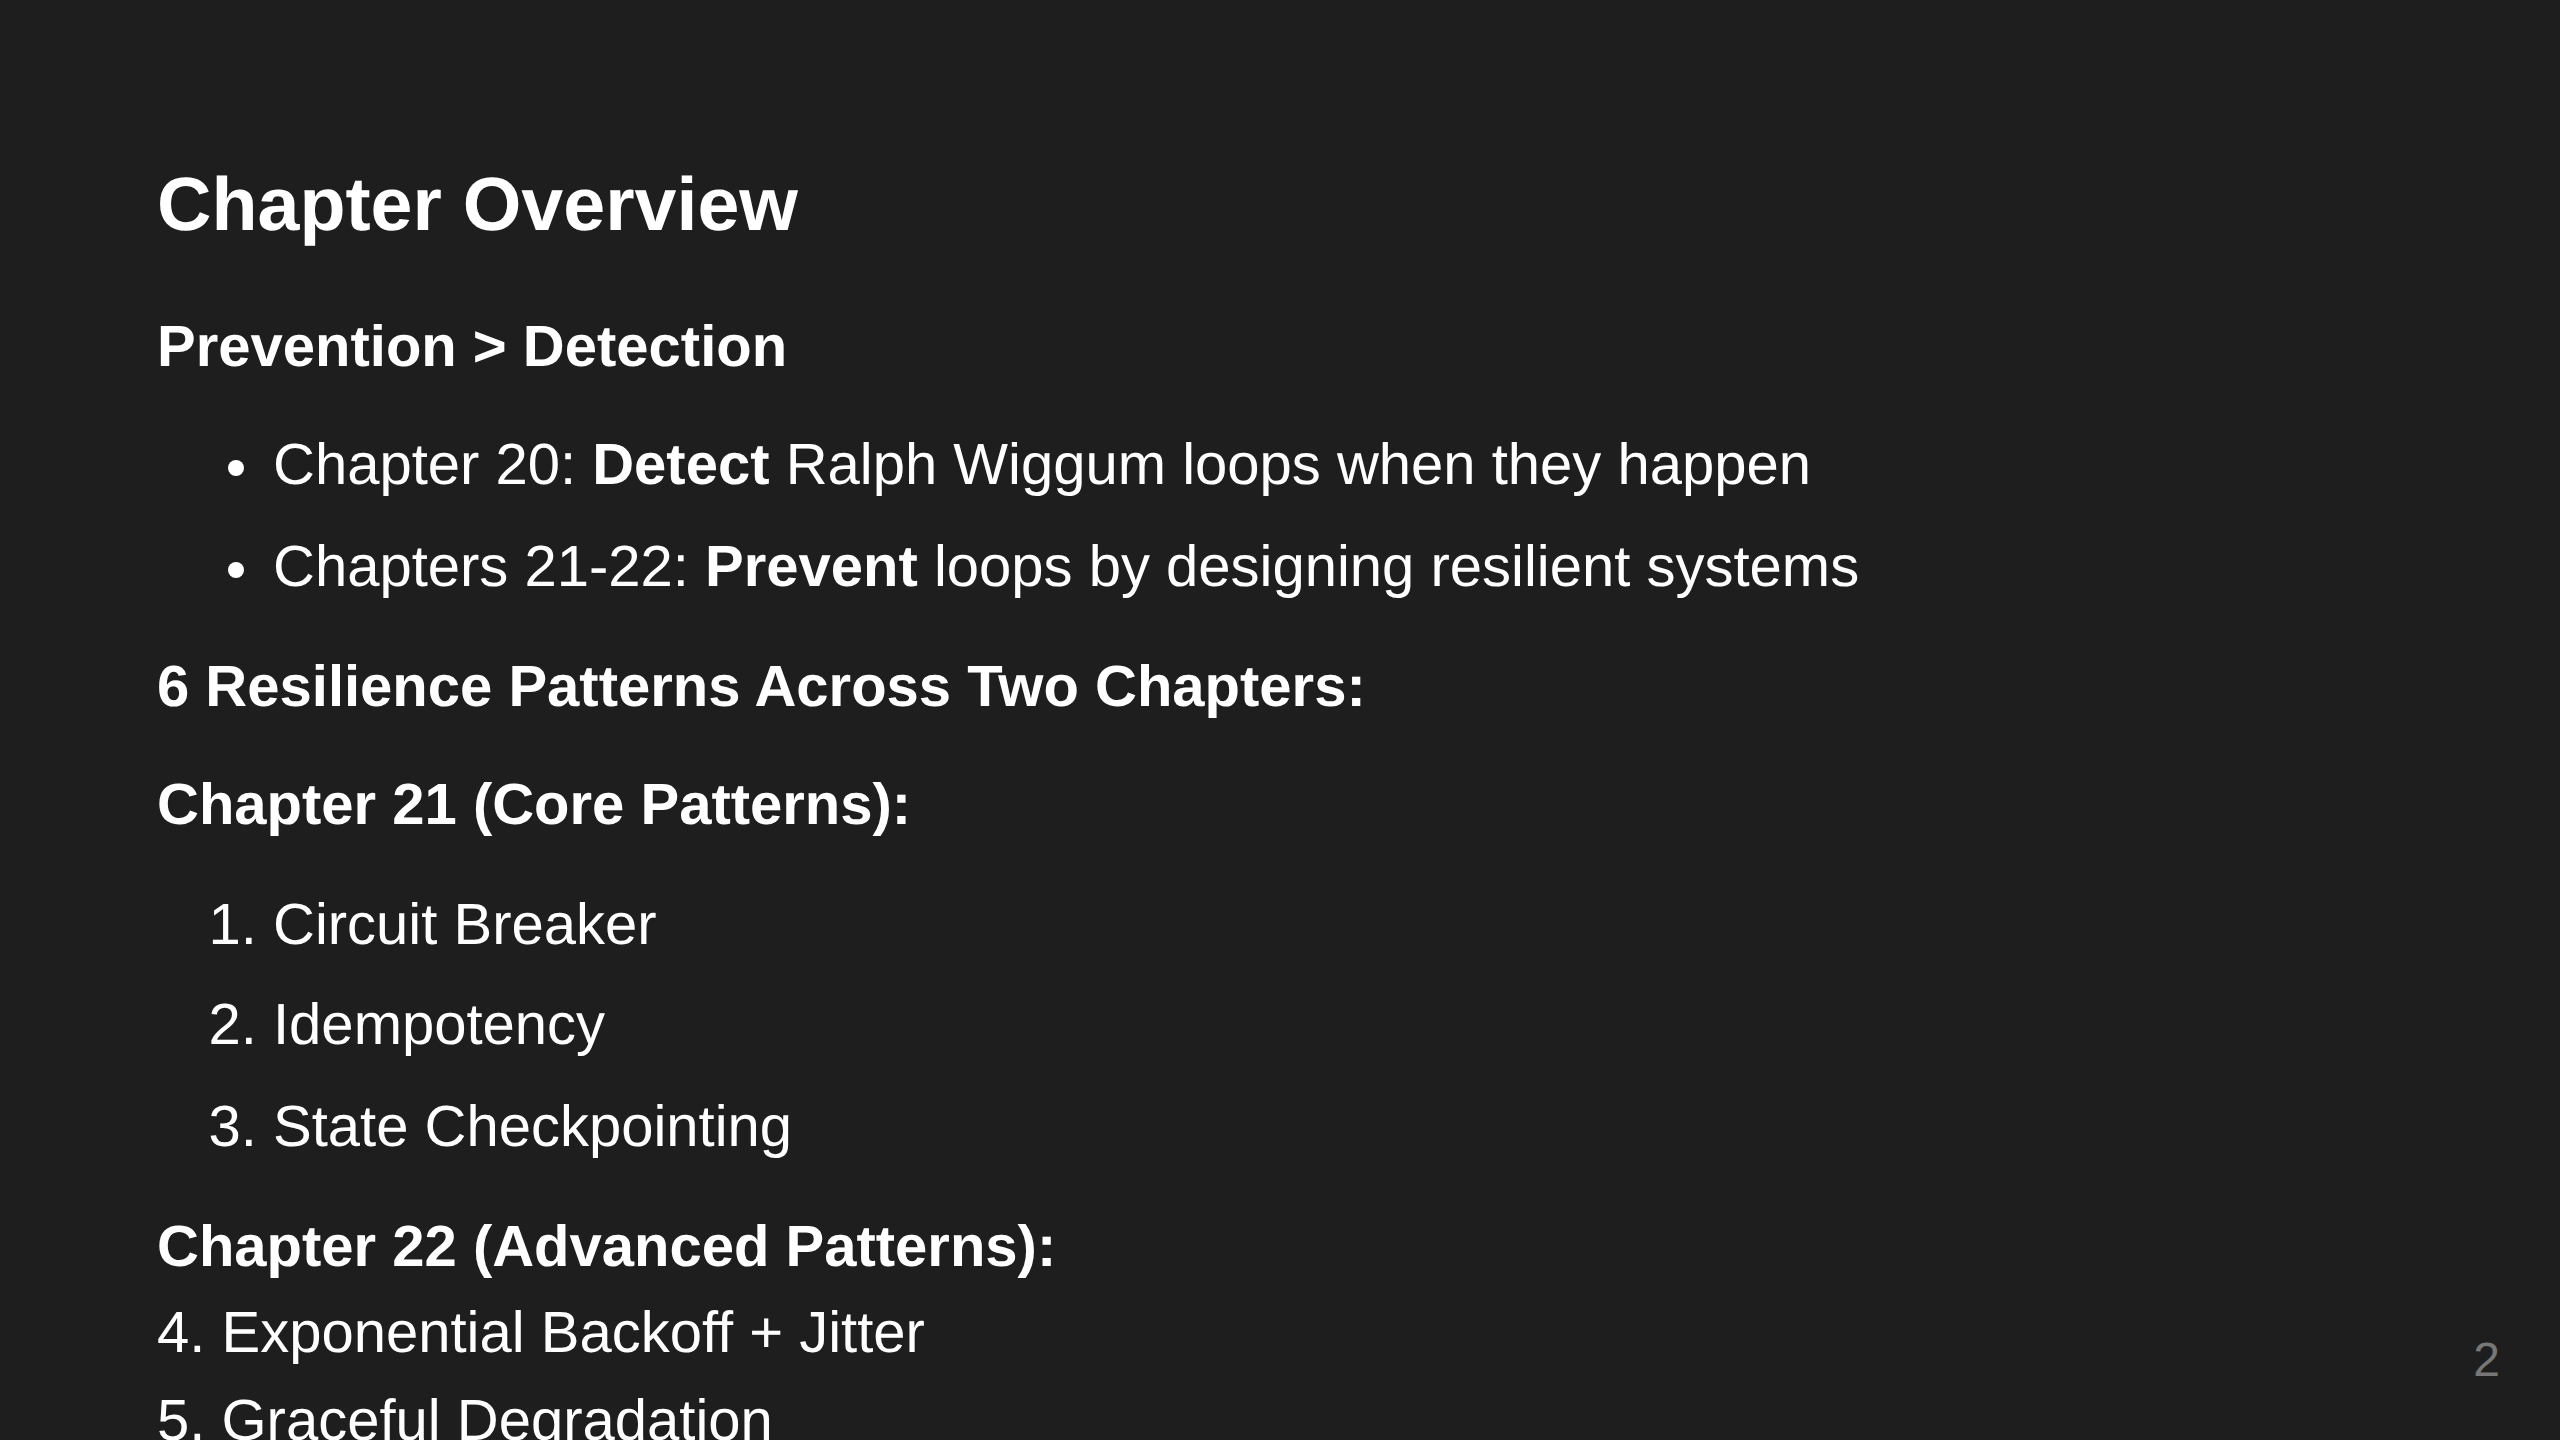 Chapter Overview
Prevention > Detection
• Chapter 20: Detect Ralph Wiggum loops when they happen
• Chapters 21-22: Prevent loops by designing resilient systems
6 Resilience Patterns Across Two Chapters:
Chapter 21 (Core Patterns):
1. Circuit Breaker
2. Idempotency
3. State Checkpointing
Chapter 22 (Advanced Patterns):
4. Exponential Backoff + Jitter
5. Graceful Degradation
2